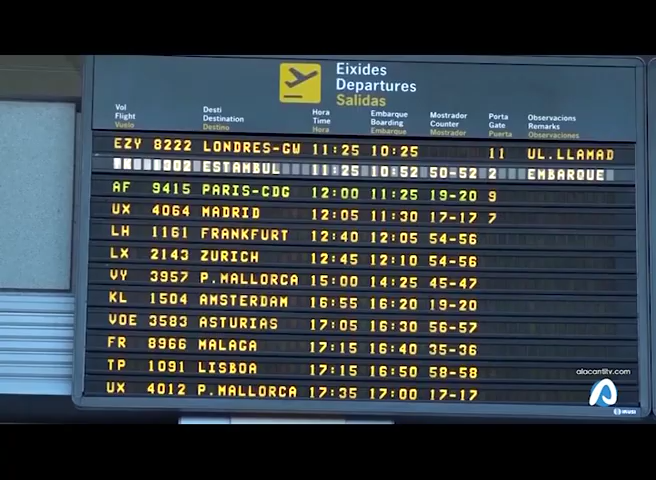 Eixides
Departures
Salidas
Vol Desti Hora Embarque Mostrador Porta Observacions
Flight Destination Time Boarding Counter Gate Remarks
Vuelo Destino Hora Embarque Mostrador Puerta Observaciones
EZY 8222 LONDRES-GW 11:25 10:25 11 UL.LLAMAD
1002 ESTAMBUL 11:25 10:52 50-52 2 EMBARQUE
AF 9415 PARIS-CDG 12:00 11:25 19-20 9
UX 4064 MADRID 12:05 11:30 17-17 7
LH 1161 FRANKFURT 12:40 12:05 54-56
LX 2143 ZURICH 12:45 12:10 54-56
VY 3957 P.MALLORCA 15:00 14:25 45-47
KL 1504 AMSTERDAM 16:55 16:20 19-20
VOE 3583 ASTURIAS 17:05 16:30 56-57
FR 8966 MALAGA 17:15 16:40 35-36
TP 1091 LISBOA 17:15 16:50 58-58
UX 4012 P.MALLORCA 17:35 17:00 17-17
alacantitv.com